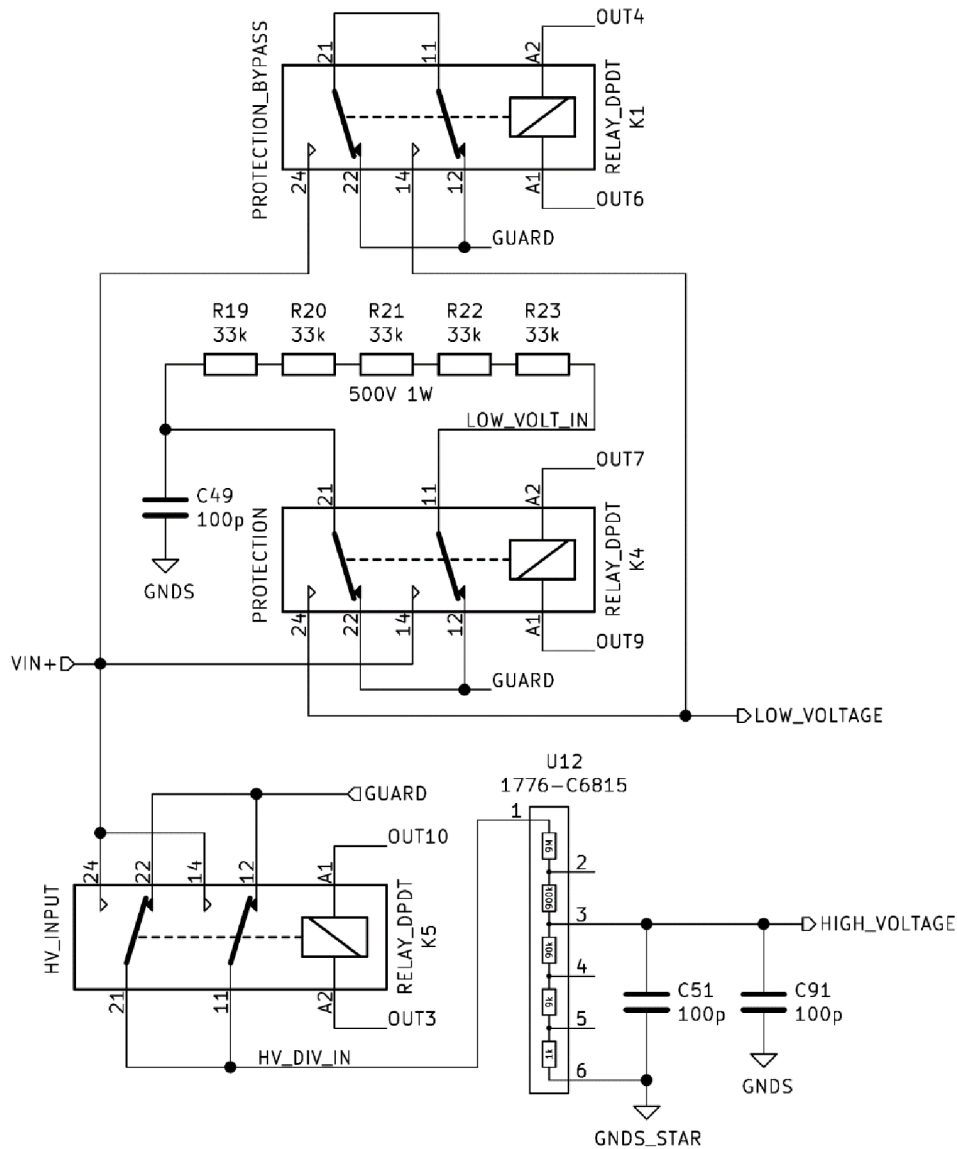 OUT4
21
11
A2
PROTECTION_BYPASS
RELAY_DPDT
K1
24
22
14
12
A1
OUT6
GUARD
R19
33k
R20
33k
R21
33k
R22
33k
R23
33k
500V 1W
LOW_VOLT_IN
OUT7
C49
100p
GNDS
21
11
A2
PROTECTION
RELAY_DPDT
K4
24
22
14
12
A1
OUT9
VIN+
GUARD
LOW_VOLTAGE
U12
1776-C6815
GUARD
1
OUT10
24
22
14
12
A1
9M
2
HV_INPUT
RELAY_DPDT
K5
900k
3
HIGH_VOLTAGE
90k
4
21
11
A2
9k
C51
100p
C91
100p
OUT3
5
HV_DIV_IN
1k
6
GNDS
GNDS_STAR